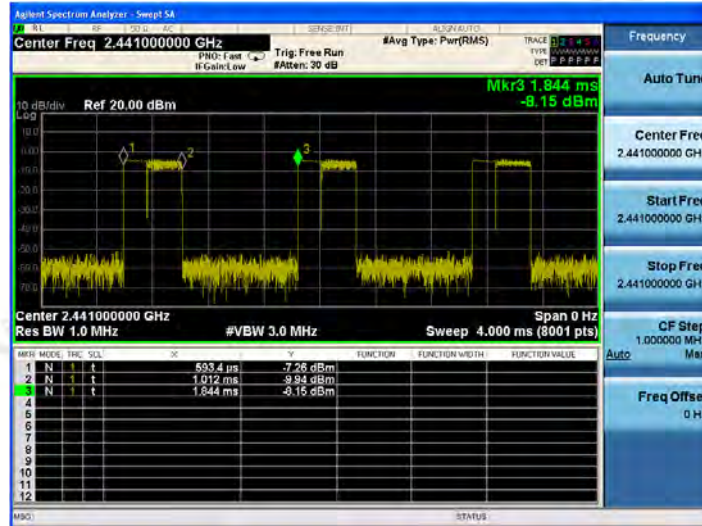 Agilent Spectrum Analyzer - Swept SA
RL RF 50 Ω AC SENSE:INT ALIGNAUTO
Center Freq 2.441000000 GHz
PNO: Fast
IFGain:Low
Trig: Free Run
#Atten: 30 dB
#Avg Type: Pwr(RMS)
TRACE 1 2 3 4 5 6
TYPE
DET P P P P P P
Mkr3 1.844 ms
-8.15 dBm
10 dB/div Ref 20.00 dBm
Log
10.0
0.00
-10.0
-20.0
-30.0
-40.0
-50.0
-60.0
-70.0
1
2
3
Center 2.441000000 GHz Span 0 Hz
Res BW 1.0 MHz #VBW 3.0 MHz Sweep 4.000 ms (8001 pts)
MKR MODE TRC SCL X Y FUNCTION FUNCTION WIDTH FUNCTION VALUE
1 N 1 t 593.4 µs -7.26 dBm
2 N 1 t 1.012 ms -9.94 dBm
3 N 1 t 1.844 ms -8.15 dBm
4
5
6
7
8
9
10
11
12
MSG STATUS
Frequency
Auto Tun
Center Fre
2.441000000 GH
Start Fre
2.441000000 GH
Stop Fre
2.441000000 GH
CF Step
1.000000 MH
Auto Ma
Freq Offse
0 H